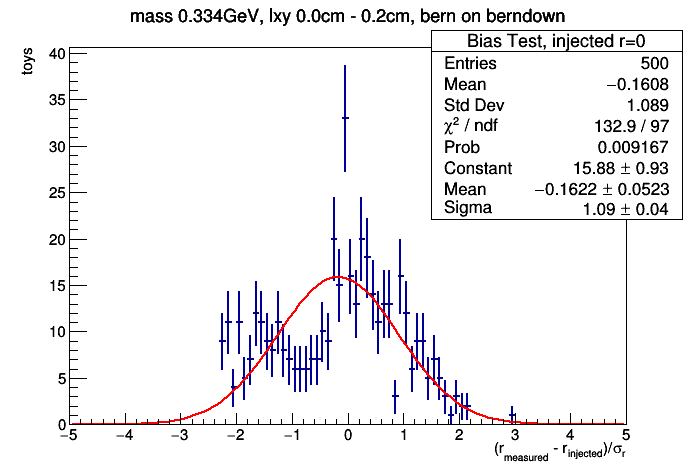 mass 0.334GeV, lxy 0.0cm - 0.2cm, bern on berndown
Bias Test, injected r=0
Entries 500
Mean −0.1608
Std Dev 1.089
χ² / ndf 132.9 / 97
Prob 0.009167
Constant 15.88 ± 0.93
Mean −0.1622 ± 0.0523
Sigma 1.09 ± 0.04
toys
40
35
30
25
20
15
10
5
0
−5 −4 −3 −2 −1 0 1 2 3 4 5
(r_measured - r_injected)/σ_r